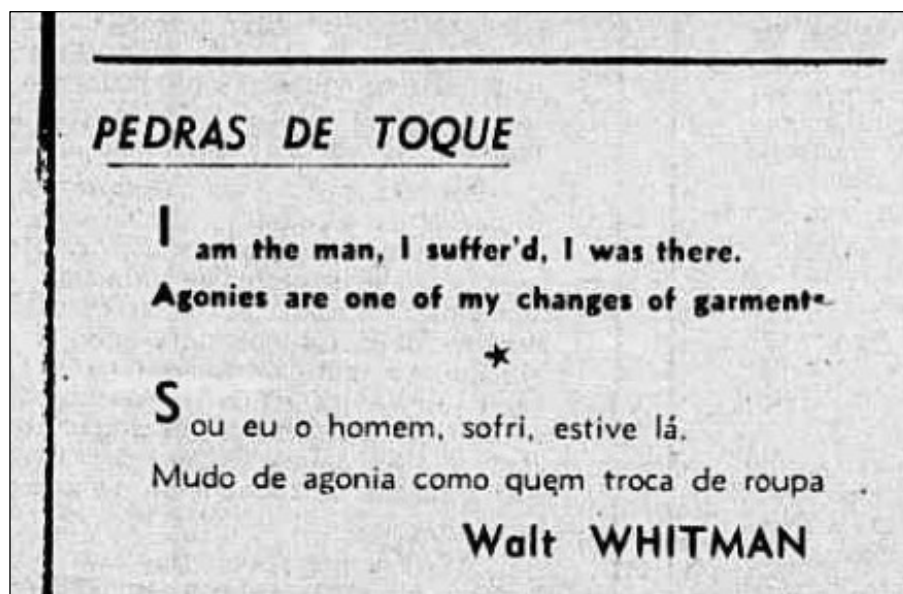 PEDRAS DE TOQUE
I am the man, I suffer'd, I was there.
Agonies are one of my changes of garments
★
Sou eu o homem, sofri, estive lá.
Mudo de agonia como quem troca de roupa .
Walt WHITMAN